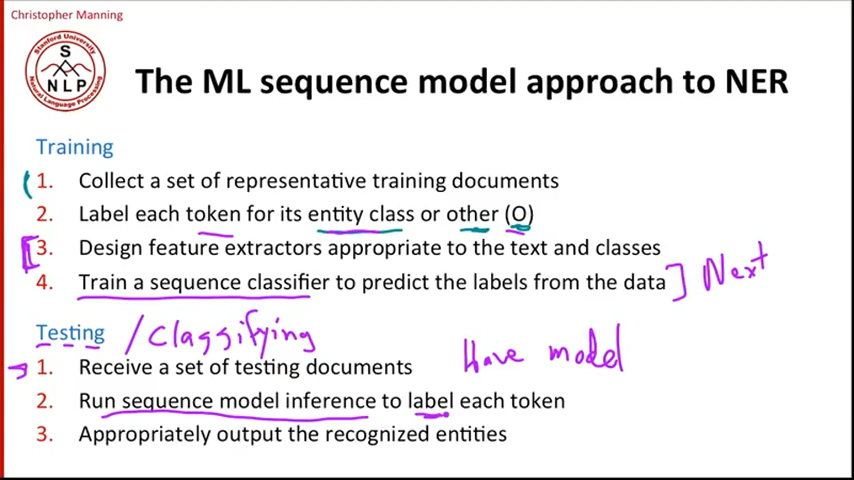 Christopher Manning
Stanford University
S
NLP
Natural Language Processing
The ML sequence model approach to NER
Training
1. Collect a set of representative training documents
2. Label each token for its entity class or other (O)
3. Design feature extractors appropriate to the text and classes
4. Train a sequence classifier to predict the labels from the data ] Next
Testing /Classifying
Have model
1. Receive a set of testing documents
2. Run sequence model inference to label each token
3. Appropriately output the recognized entities